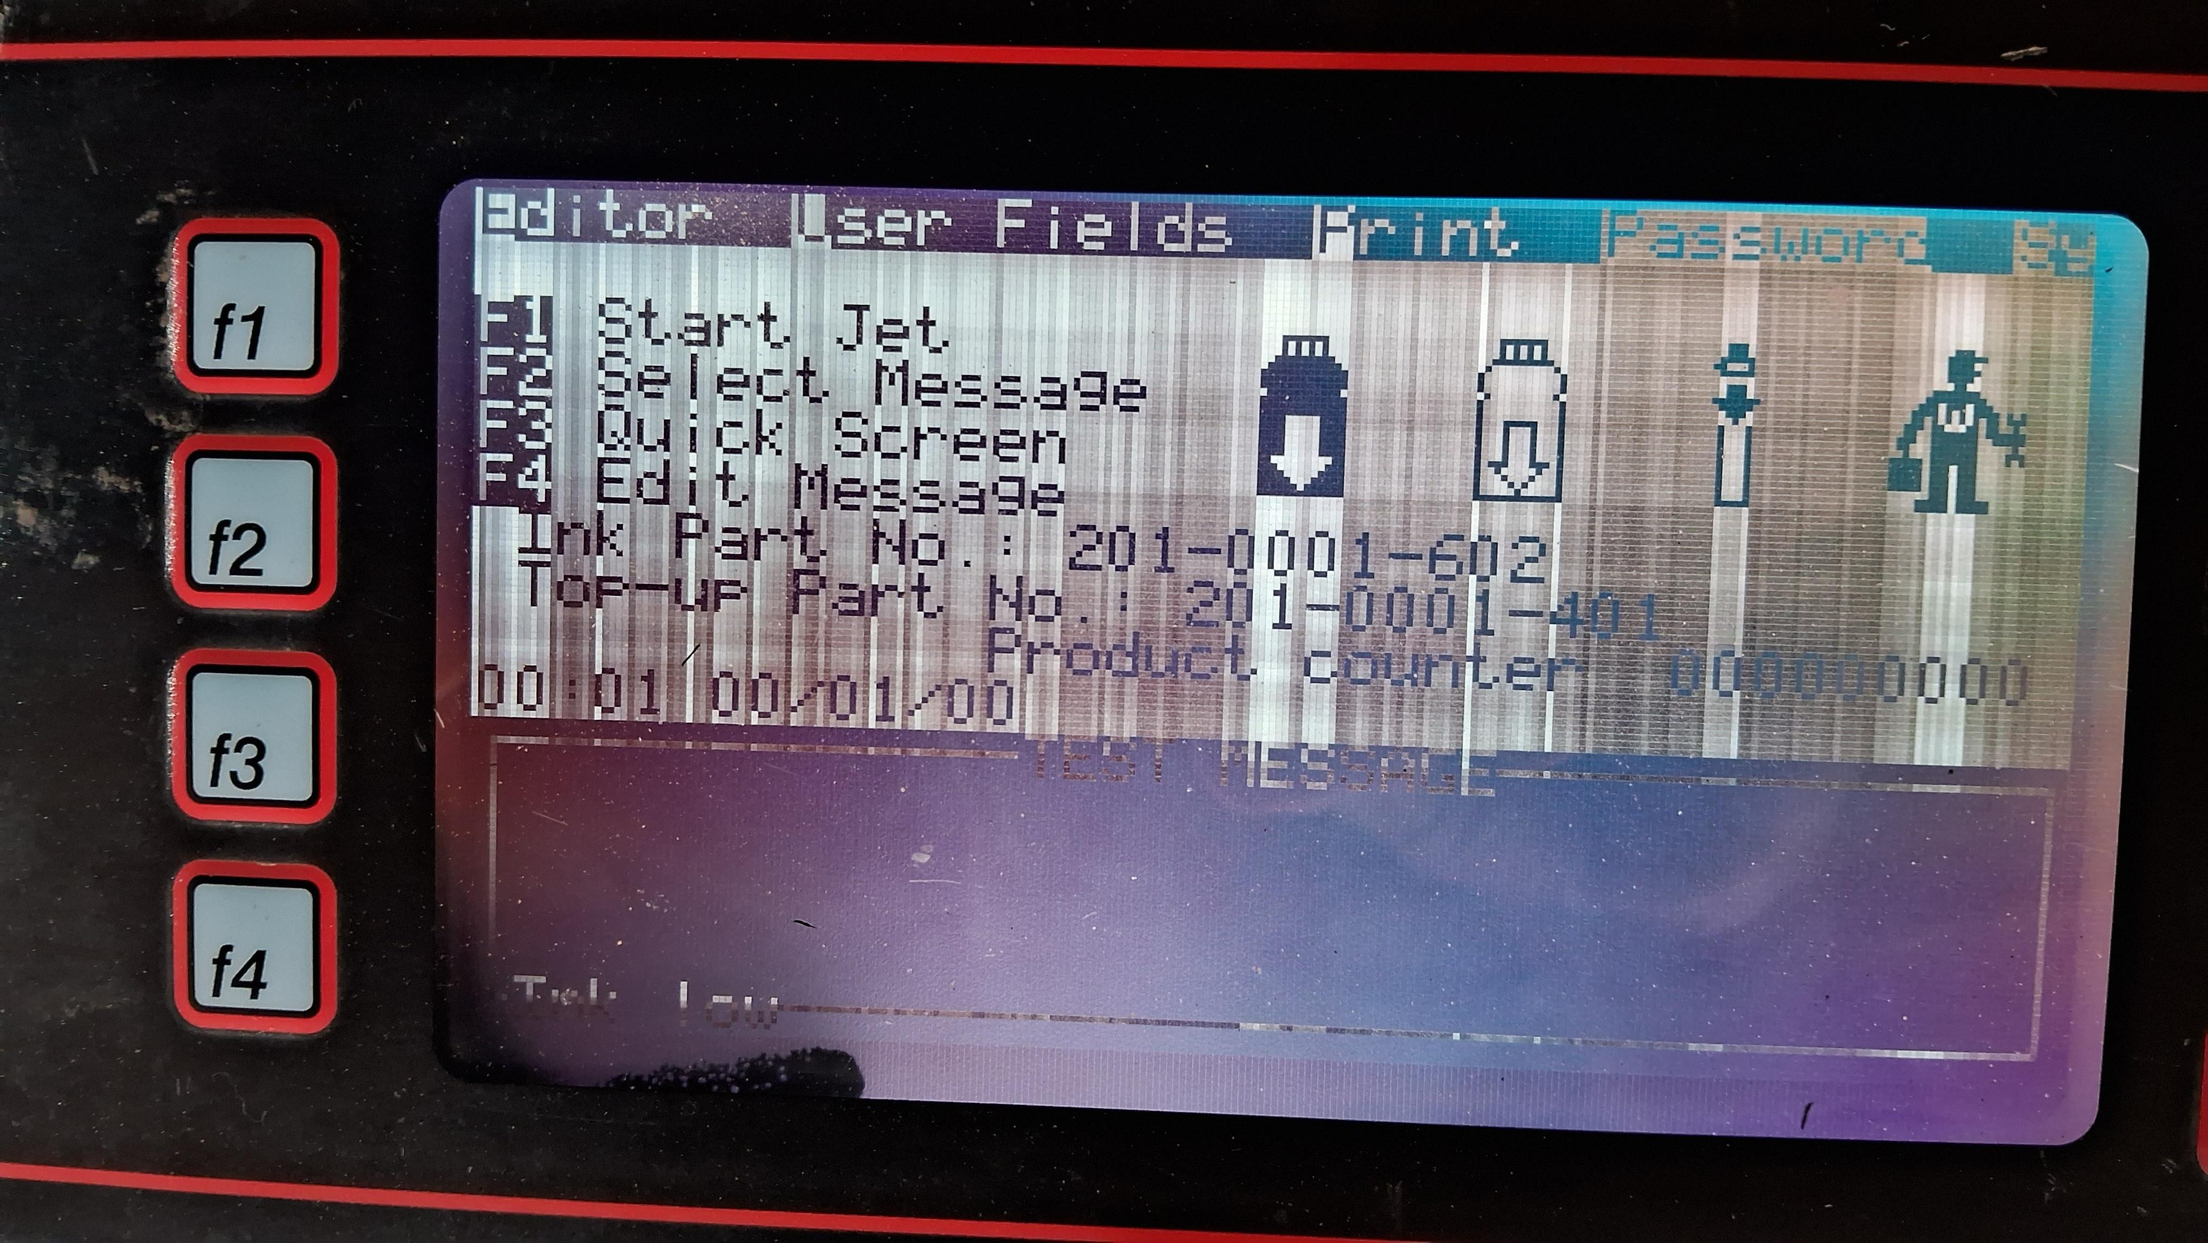 f1
f2
f3
f4
Editor User Fields Print Password Sy
F1 Start Jet
F2 Select Message
F3 Quick Screen
F4 Edit Message
Ink Part No.: 201-0001-602
Top-up Part No.: 201-0001-401
Product counter 000000000
00:01 00/01/00
TEST MESSAGE
Ink low